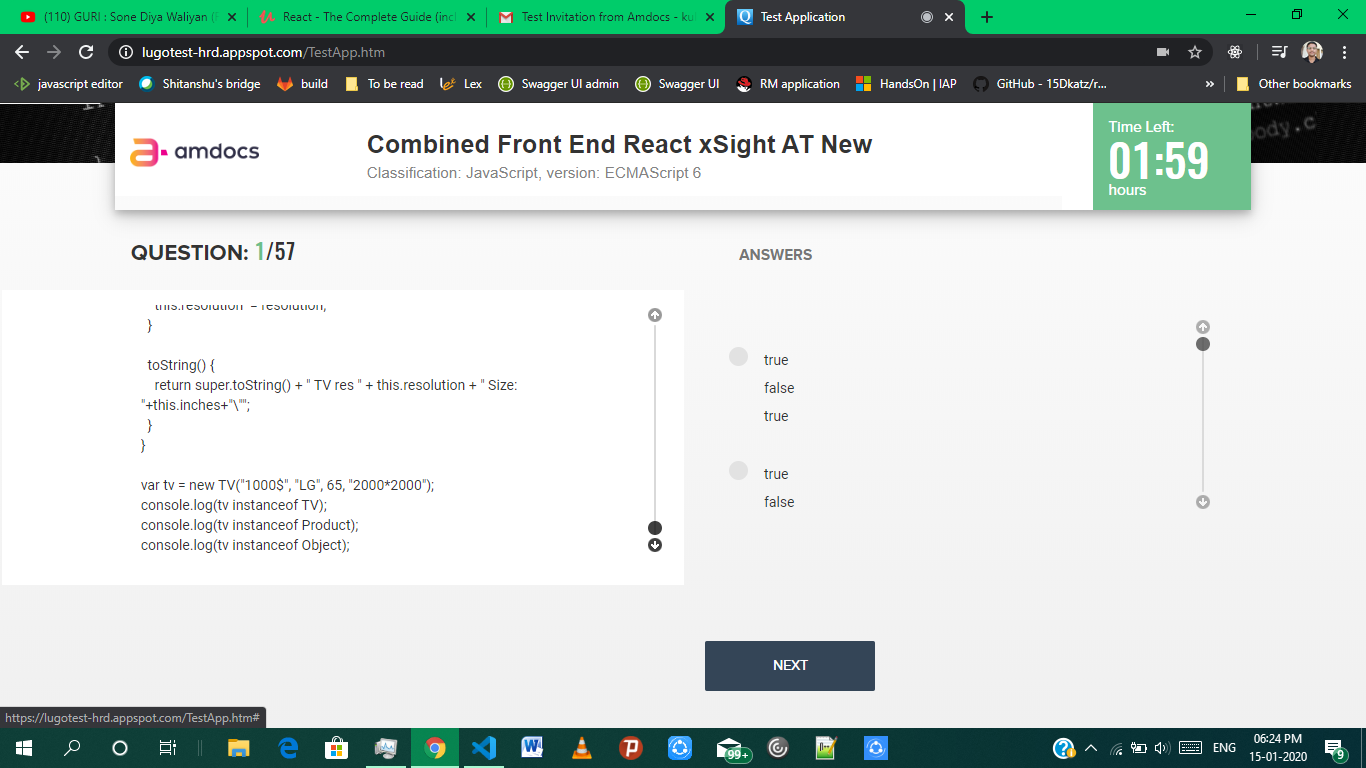 (110) GURI : Sone Diya Waliyan (F
React - The Complete Guide (incl
Test Invitation from Amdocs - kul
Test Application
lugotest-hrd.appspot.com/TestApp.htm
javascript editor
Shitanshu's bridge
build
To be read
Lex
Swagger UI admin
Swagger UI
RM application
HandsOn | IAP
GitHub - 15Dkatz/r...
»
Other bookmarks
ody.c
amdocs
Combined Front End React xSight AT New
Classification: JavaScript, version: ECMAScript 6
Time Left:
01:59
hours
QUESTION: 1/57
this.resolution = resolution;
}
toString() {
return super.toString() + " TV res " + this.resolution + " Size:
"+this.inches+"\"";
}
}
var tv = new TV("1000$", "LG", 65, "2000*2000");
console.log(tv instanceof TV);
console.log(tv instanceof Product);
console.log(tv instanceof Object);
ANSWERS
true
false
true
true
false
NEXT
https://lugotest-hrd.appspot.com/TestApp.htm#
99+
ENG
06:24 PM
15-01-2020
9